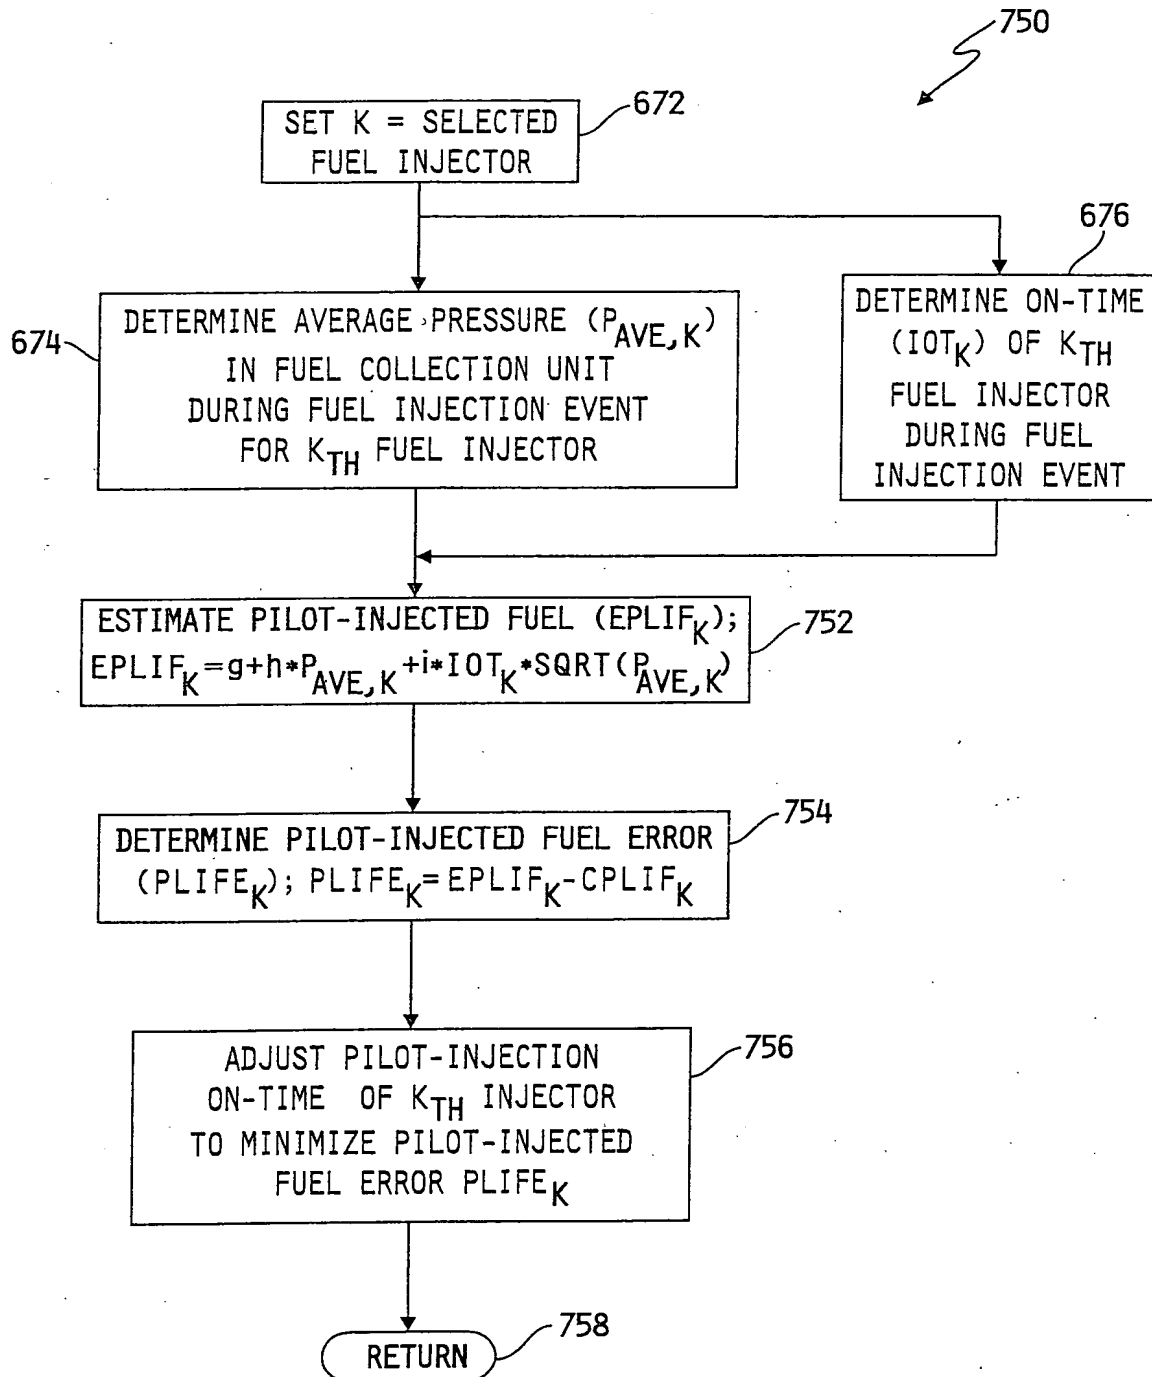 750
672
SET K = SELECTED
FUEL INJECTOR
676
674
DETERMINE AVERAGE PRESSURE (P_AVE,K)
IN FUEL COLLECTION UNIT
DURING FUEL INJECTION EVENT
FOR K_TH FUEL INJECTOR
DETERMINE ON-TIME
(IOT_K) OF K_TH
FUEL INJECTOR
DURING FUEL
INJECTION EVENT
ESTIMATE PILOT-INJECTED FUEL (EPLIF_K);
EPLIF_K=g+h*P_AVE,K+i*IOT_K*SQRT(P_AVE,K)
752
DETERMINE PILOT-INJECTED FUEL ERROR
(PLIFE_K); PLIFE_K=EPLIF_K-CPLIF_K
754
ADJUST PILOT-INJECTION
ON-TIME OF K_TH INJECTOR
TO MINIMIZE PILOT-INJECTED
FUEL ERROR PLIFE_K
756
RETURN
758